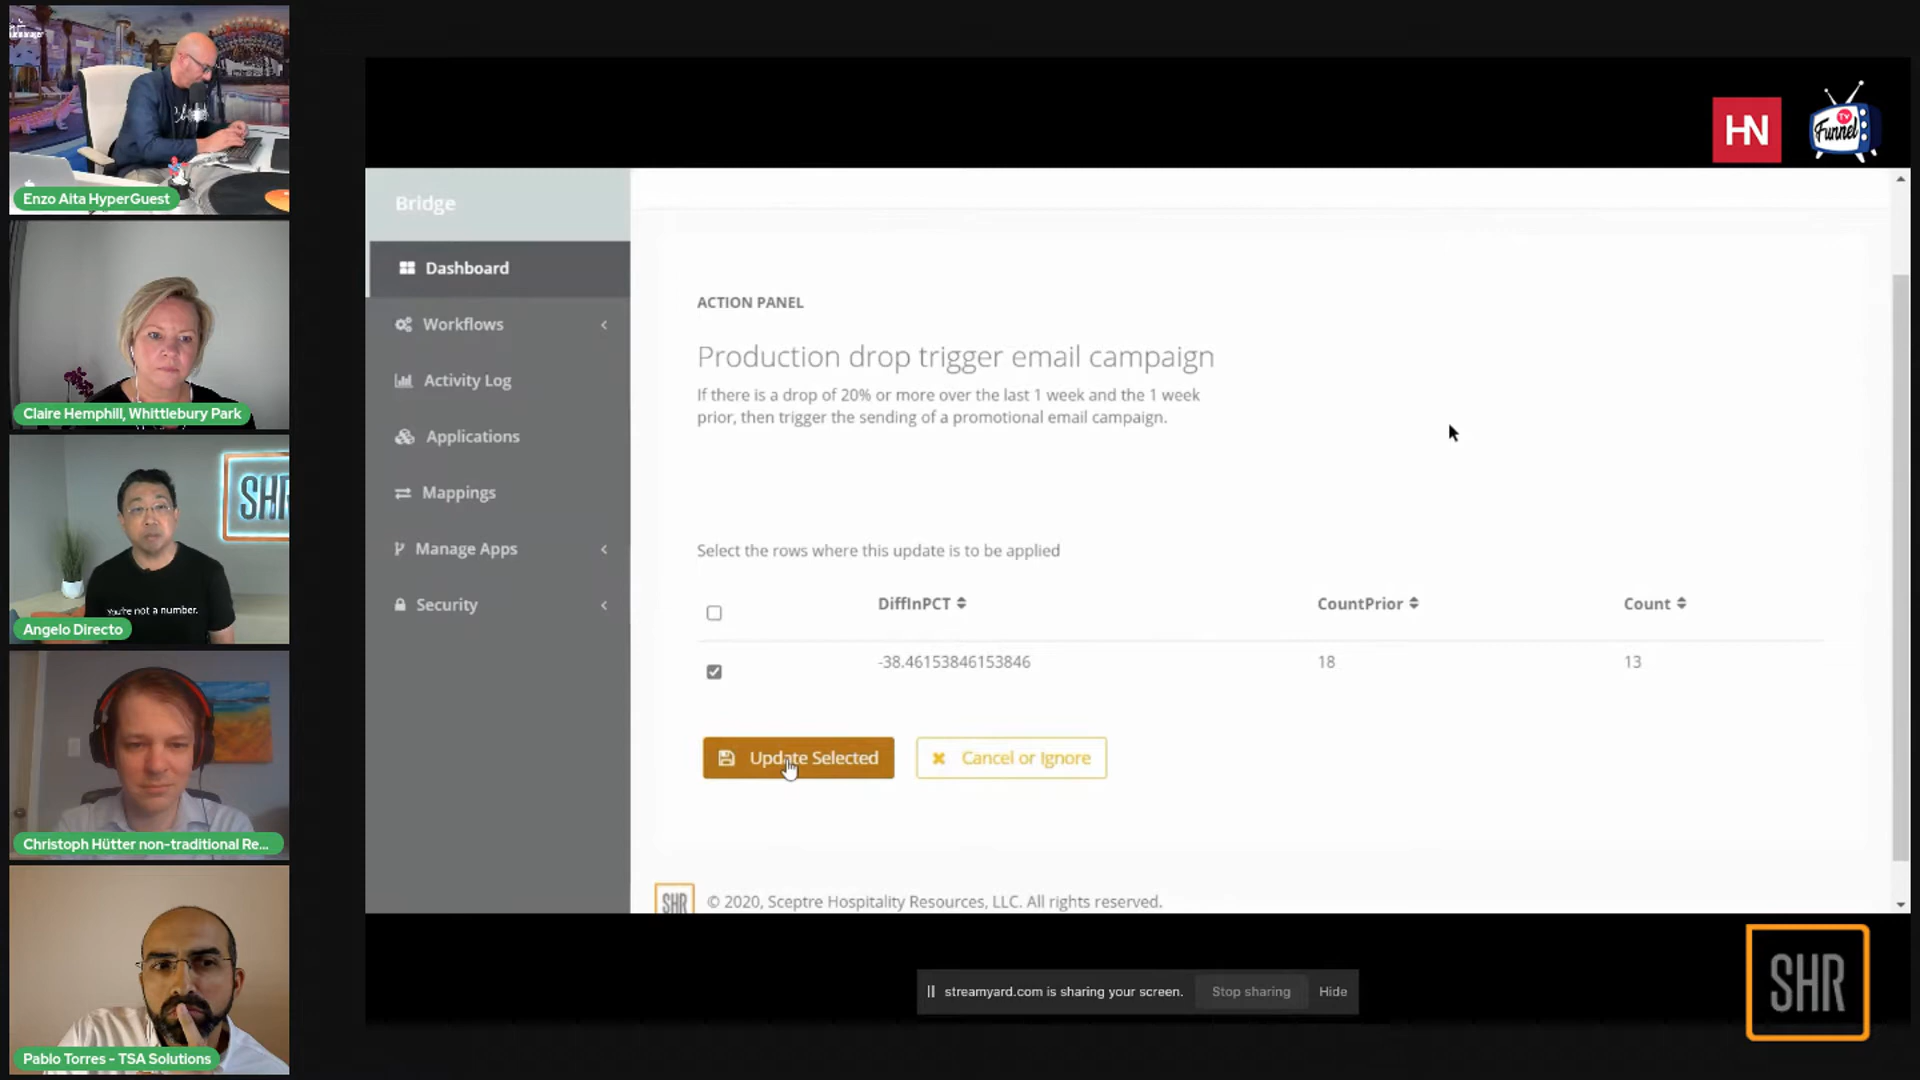 Enzo Aita HyperGuest
Claire Hemphill, Whittlebury Park
SHR
You're not a number.
Angelo Directo
Christoph Hütter non-traditional Re...
Pablo Torres - TSA Solutions
HN
TV
Funnel
Bridge
Dashboard
Workflows
Activity Log
Applications
Mappings
Manage Apps
Security
ACTION PANEL
Production drop trigger email campaign
If there is a drop of 20% or more over the last 1 week and the 1 week
prior, then trigger the sending of a promotional email campaign.
Select the rows where this update is to be applied
DiffInPCT CountPrior Count
-38.46153846153846 18 13
Update Selected Cancel or Ignore
SHR © 2020, Sceptre Hospitality Resources, LLC. All rights reserved.
streamyard.com is sharing your screen. Stop sharing Hide
SHR